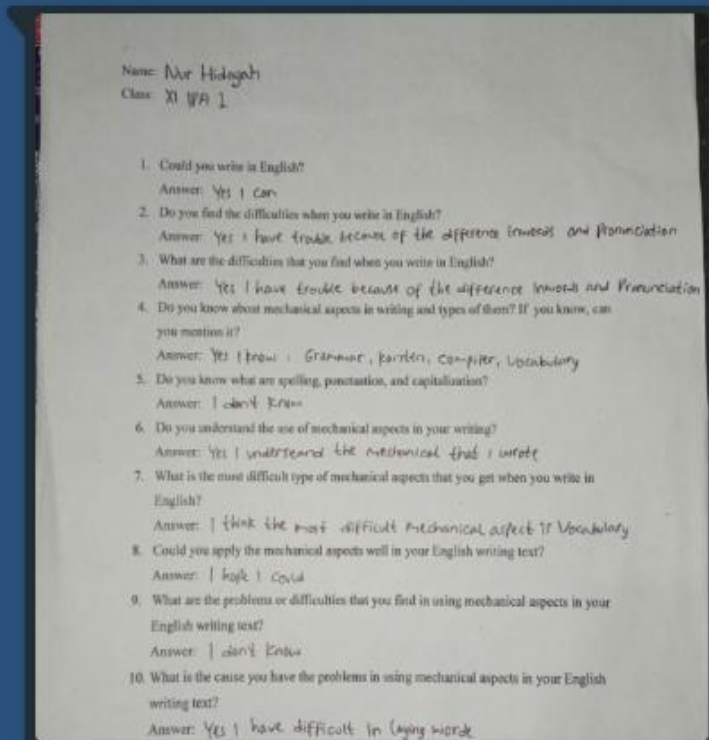 Name: Nur Hidayah
Class: XI IPA 1
1. Could you write in English?
Answer: Yes I can
2. Do you find the difficulties when you write in English?
Answer: Yes I have trouble because of the difference inwords and Pronunciation
3. What are the difficulties that you find when you write in English?
Answer: Yes I have trouble because of the difference inwords and Pronunciation
4. Do you know about mechanical aspects in writing and types of them? If you know, can
you mention it?
Answer: Yes I know : Grammar, , , Vocabulary
5. Do you know what are spelling, punctuation, and capitalization?
Answer: I don't Know
6. Do you understand the use of mechanical aspects in your writing?
Answer: Yes I understand the mechanical that I wrote
7. What is the most difficult type of mechanical aspects that you get when you write in
English?
Answer: I think the most difficult mechanical aspect is Vocabulary
8. Could you apply the mechanical aspects well in your English writing text?
Answer: I hope I could
9. What are the problems or difficulties that you find in using mechanical aspects in your
English writing text?
Answer: I don't Know
10. What is the cause you have the problems in using mechanical aspects in your English
writing text?
Answer: Yes I have difficult in words